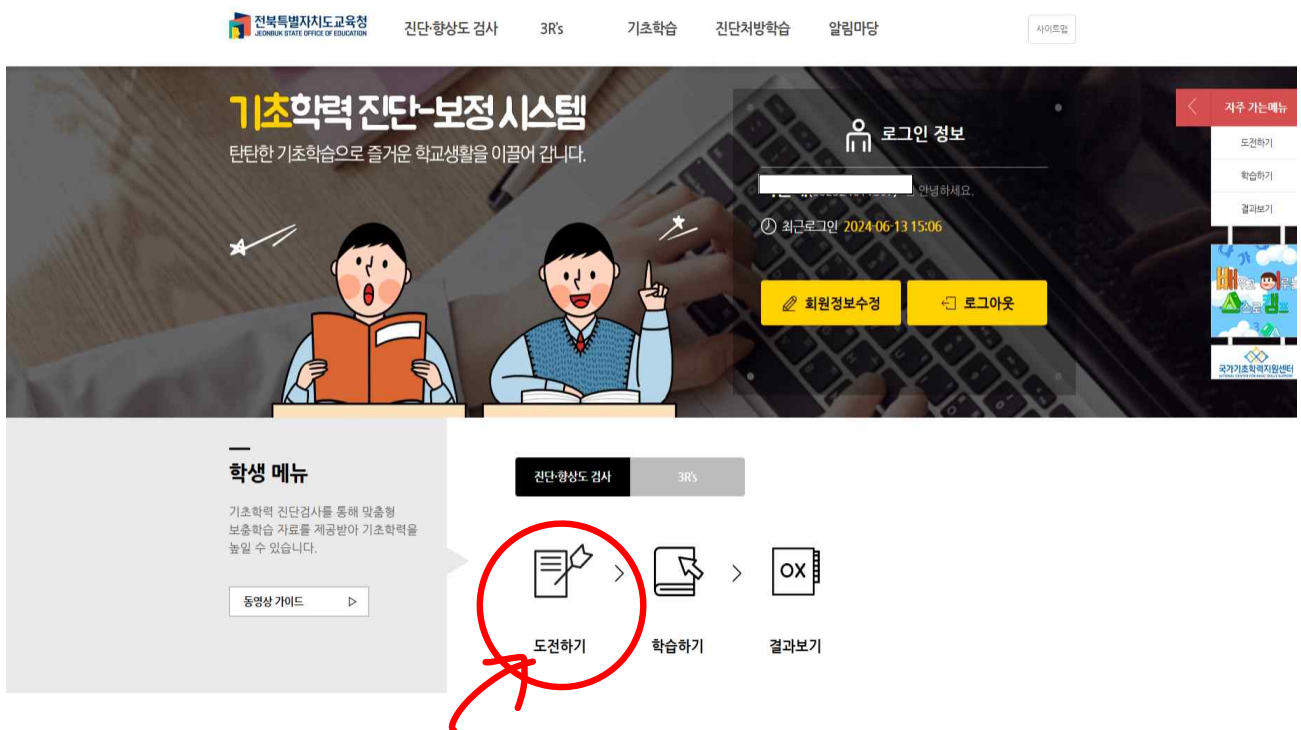 전북특별자치도교육청
JEONBUK STATE OFFICE OF EDUCATION
진단·향상도 검사
3R's
기초학습
진단처방학습
알림마당
사이트맵
기초학력 진단-보정 시스템
탄탄한 기초학습으로 즐거운 학교생활을 이끌어 갑니다.
로그인 정보
안녕하세요.
최근로그인 2024-06-13 15:06
회원정보수정
로그아웃
자주 가는메뉴
도전하기
학습하기
결과보기
국가기초학력지원센터
학생 메뉴
기초학력 진단검사를 통해 맞춤형
보충학습 자료를 제공받아 기초학력을
높일 수 있습니다.
동영상 가이드
진단·향상도 검사
3R's
OX
도전하기
학습하기
결과보기